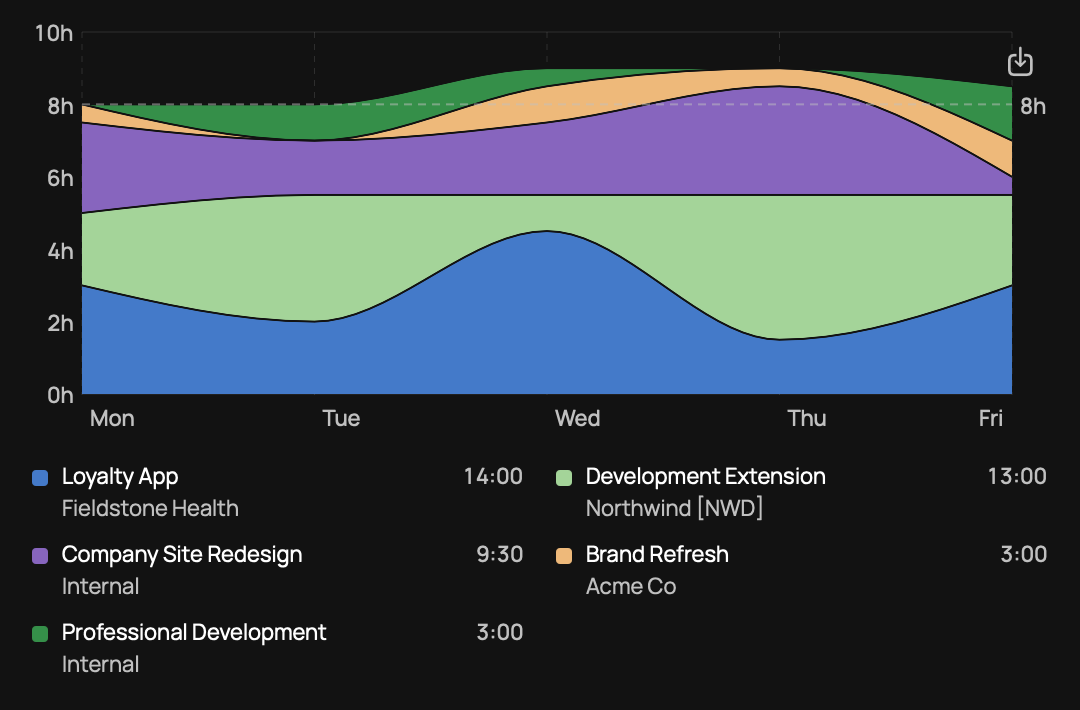 10h
8h
8h
6h
4h
2h
0h
Mon Tue Wed Thu Fri
Loyalty App 14:00
Fieldstone Health
Development Extension 13:00
Northwind [NWD]
Company Site Redesign 9:30
Internal
Brand Refresh 3:00
Acme Co
Professional Development 3:00
Internal